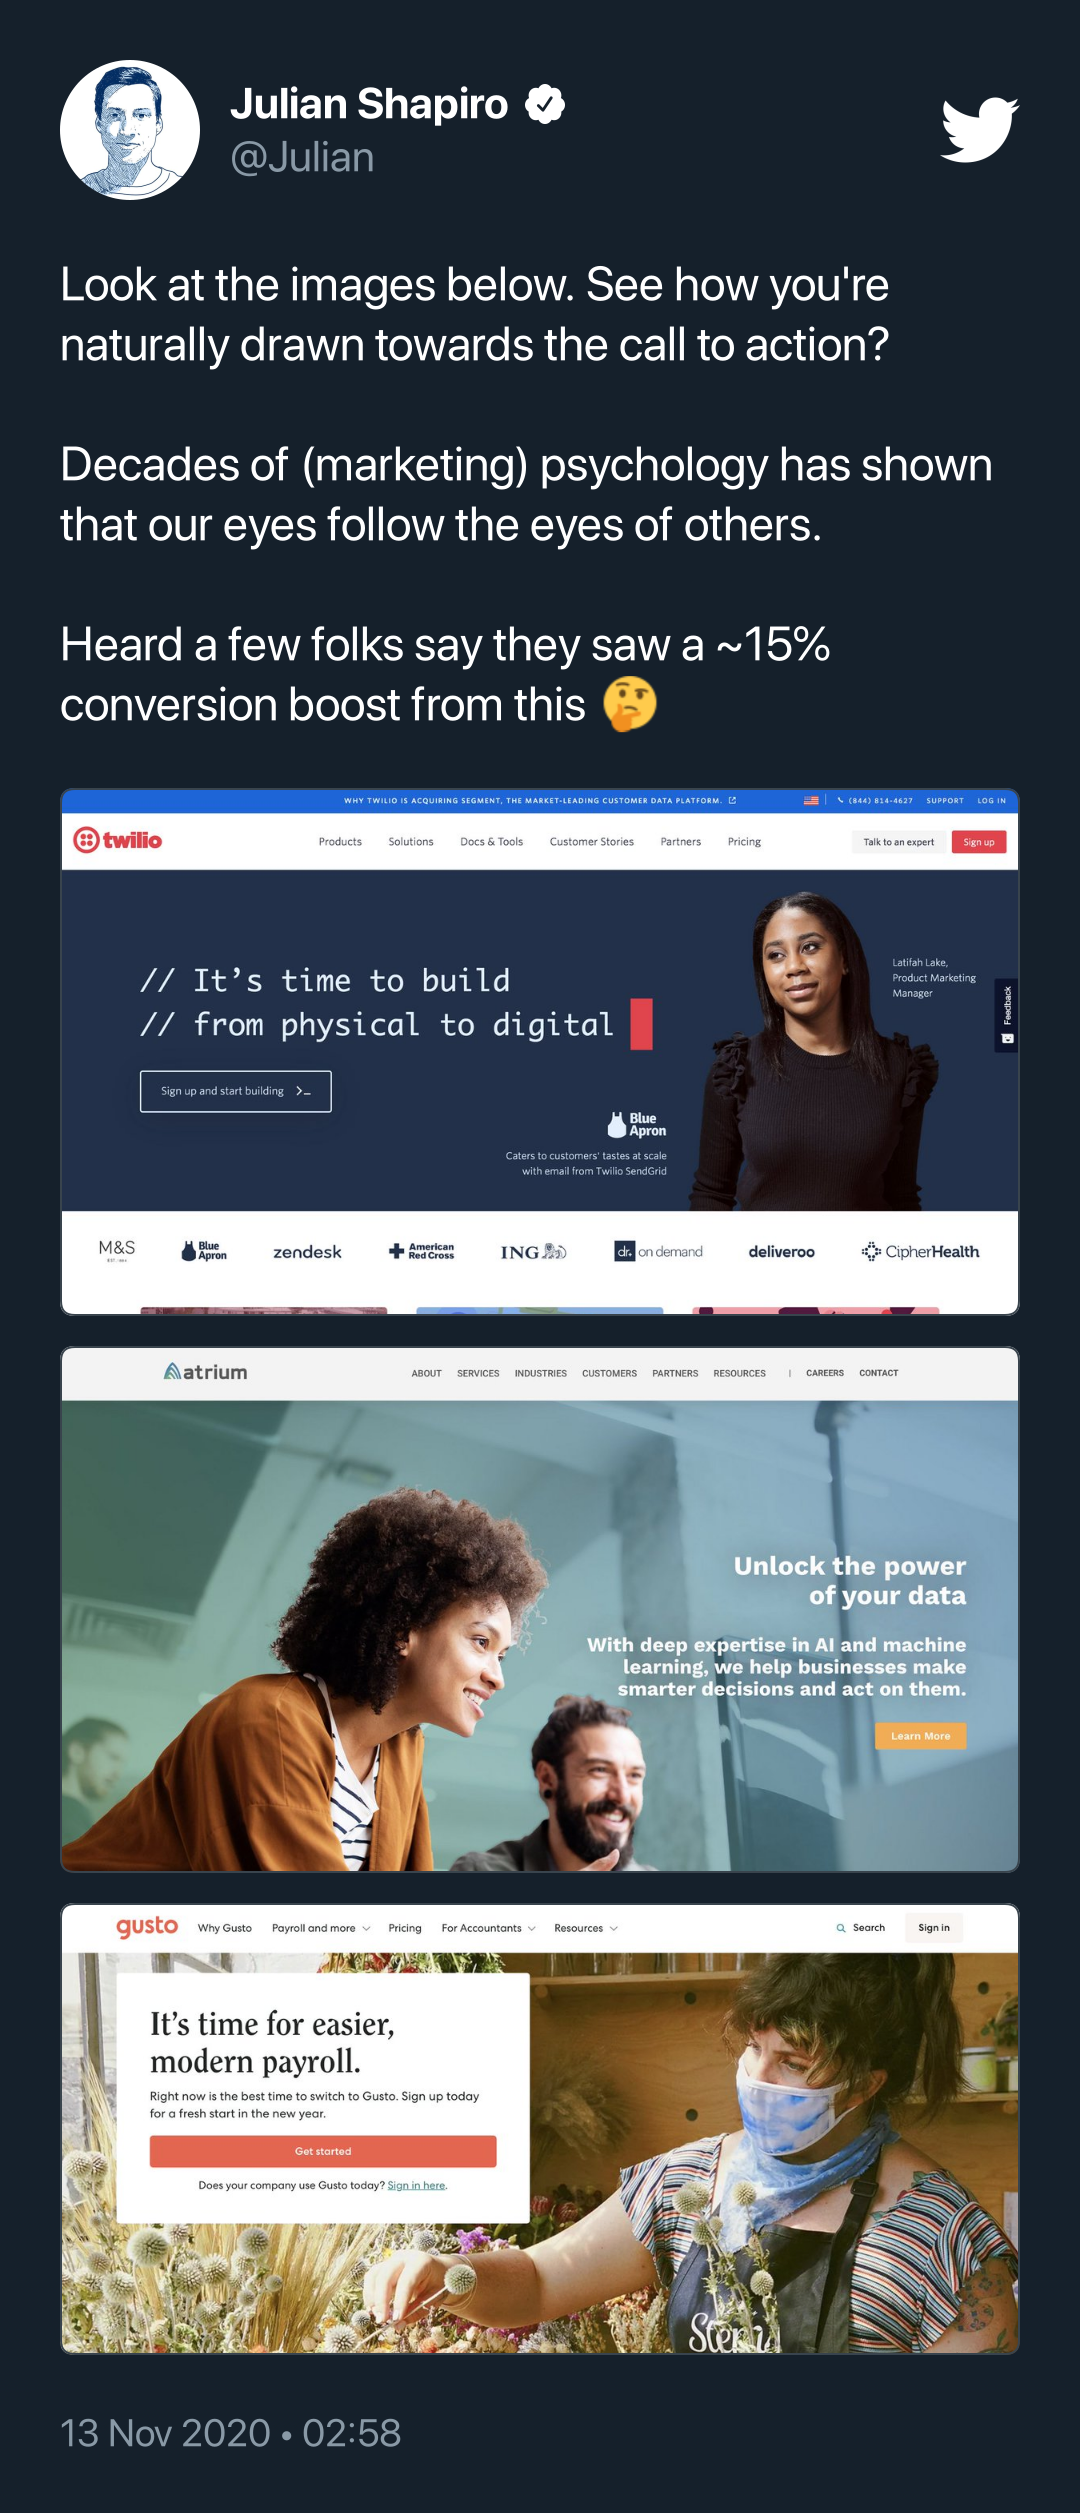 Julian Shapiro
@Julian
Look at the images below. See how you're
naturally drawn towards the call to action?
Decades of (marketing) psychology has shown
that our eyes follow the eyes of others.
Heard a few folks say they saw a ~15%
conversion boost from this 🤔
WHY TWILIO IS ACQUIRING SEGMENT, THE MARKET-LEADING CUSTOMER DATA PLATFORM. (844) 814-4627 SUPPORT LOG IN
twilio Products Solutions Docs & Tools Customer Stories Partners Pricing Talk to an expert Sign up
// It's time to build
// from physical to digital
Sign up and start building >_
Latifah Lake,
Product Marketing
Manager
Feedback
Blue
Apron
Caters to customers' tastes at scale
with email from Twilio SendGrid
M&S Blue Apron zendesk American Red Cross ING dr. on demand deliveroo CipherHealth
atrium ABOUT SERVICES INDUSTRIES CUSTOMERS PARTNERS RESOURCES | CAREERS CONTACT
Unlock the power
of your data
With deep expertise in AI and machine
learning, we help businesses make
smarter decisions and act on them.
Learn More
gusto Why Gusto Payroll and more Pricing For Accountants Resources Search Sign in
It's time for easier,
modern payroll.
Right now is the best time to switch to Gusto. Sign up today
for a fresh start in the new year.
Get started
Does your company use Gusto today? Sign in here.
13 Nov 2020 • 02:58